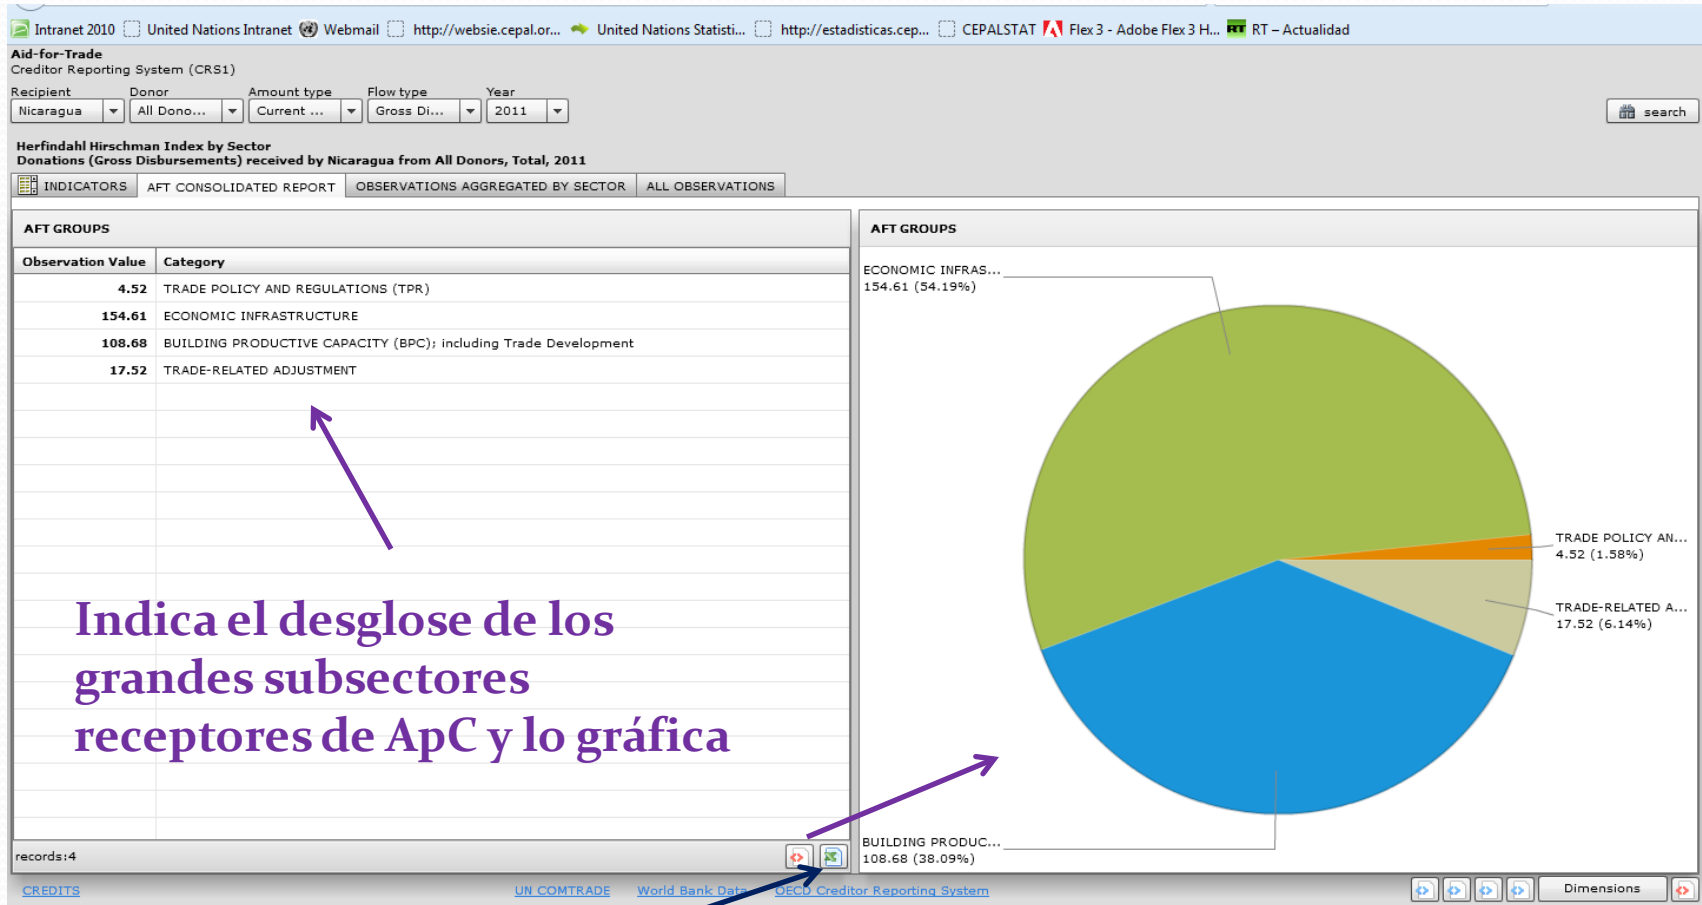 Intranet 2010 United Nations Intranet Webmail http://websie.cepal.or... United Nations Statisti... http://estadisticas.cep... CEPALSTAT Flex 3 - Adobe Flex 3 H... RT RT – Actualidad
Aid-for-Trade
Creditor Reporting System (CRS1)
Recipient Donor Amount type Flow type Year
Nicaragua All Dono... Current ... Gross Di... 2011 search
Herfindahl Hirschman Index by Sector
Donations (Gross Disbursements) received by Nicaragua from All Donors, Total, 2011
INDICATORS AFT CONSOLIDATED REPORT OBSERVATIONS AGGREGATED BY SECTOR ALL OBSERVATIONS
AFT GROUPS
Observation Value Category
4.52 TRADE POLICY AND REGULATIONS (TPR)
154.61 ECONOMIC INFRASTRUCTURE
108.68 BUILDING PRODUCTIVE CAPACITY (BPC); including Trade Development
17.52 TRADE-RELATED ADJUSTMENT
Indica el desglose de los
grandes subsectores
receptores de ApC y lo gráfica
records:4
AFT GROUPS
ECONOMIC INFRAS...
154.61 (54.19%)
TRADE POLICY AN...
4.52 (1.58%)
TRADE-RELATED A...
17.52 (6.14%)
BUILDING PRODUC...
108.68 (38.09%)
CREDITS UN COMTRADE World Bank Data OECD Creditor Reporting System Dimensions